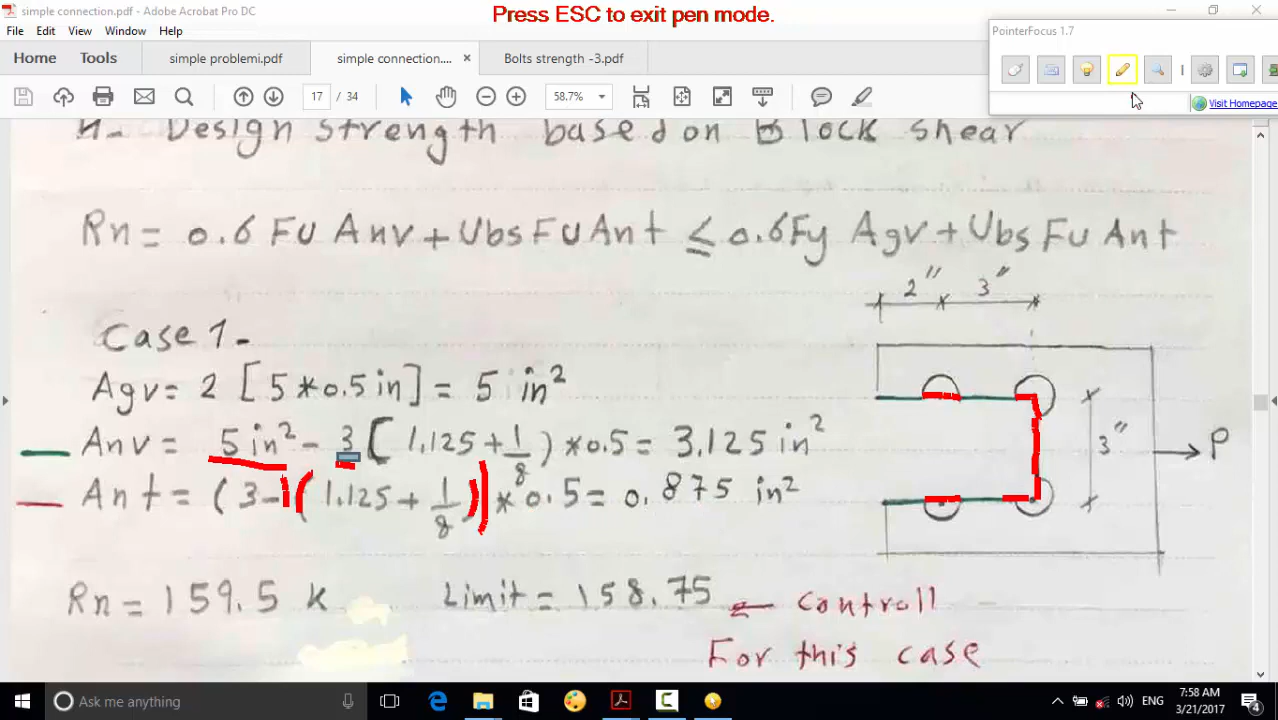 Press ESC to exit pen mode.
simple connection.pdf - Adobe Acrobat Pro DC
File Edit View Window Help
PointerFocus 1.7
Home Tools simple problemi.pdf simple connection.... × Bolts strength -3.pdf
17 / 34 58.7%
Visit Homepage
4- Design strength based on Block shear
Rn = 0.6 Fu Anv + Ubs Fu Ant ≤ 0.6 Fy Agv + Ubs Fu Ant
2" 3"
Case 1-
Agv = 2 [5*0.5 in] = 5 in²
Anv = 5 in² - 3 [1.125 + 1/8) * 0.5 = 3.125 in²
3" P
Ant = (3-1(1.125 + 1/8)) * 0.5 = 0.875 in²
Rn = 159.5 k Limit = 158.75 ← controll
For this case
Ask me anything
ENG
7:58 AM
3/21/2017
4